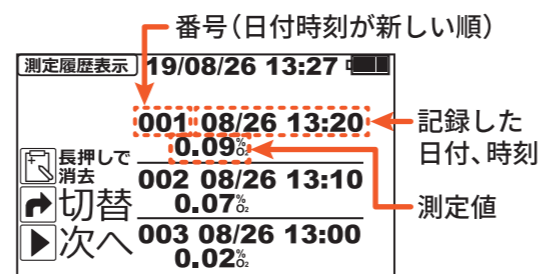 番号（日付時刻が新しい順）
測定履歴表示 19/08/26 13:27
001 08/26 13:20
0.09%O₂
記録した
日付、時刻
長押しで
消去
002 08/26 13:10
0.07%O₂
切替
測定値
次へ
003 08/26 13:00
0.02%O₂